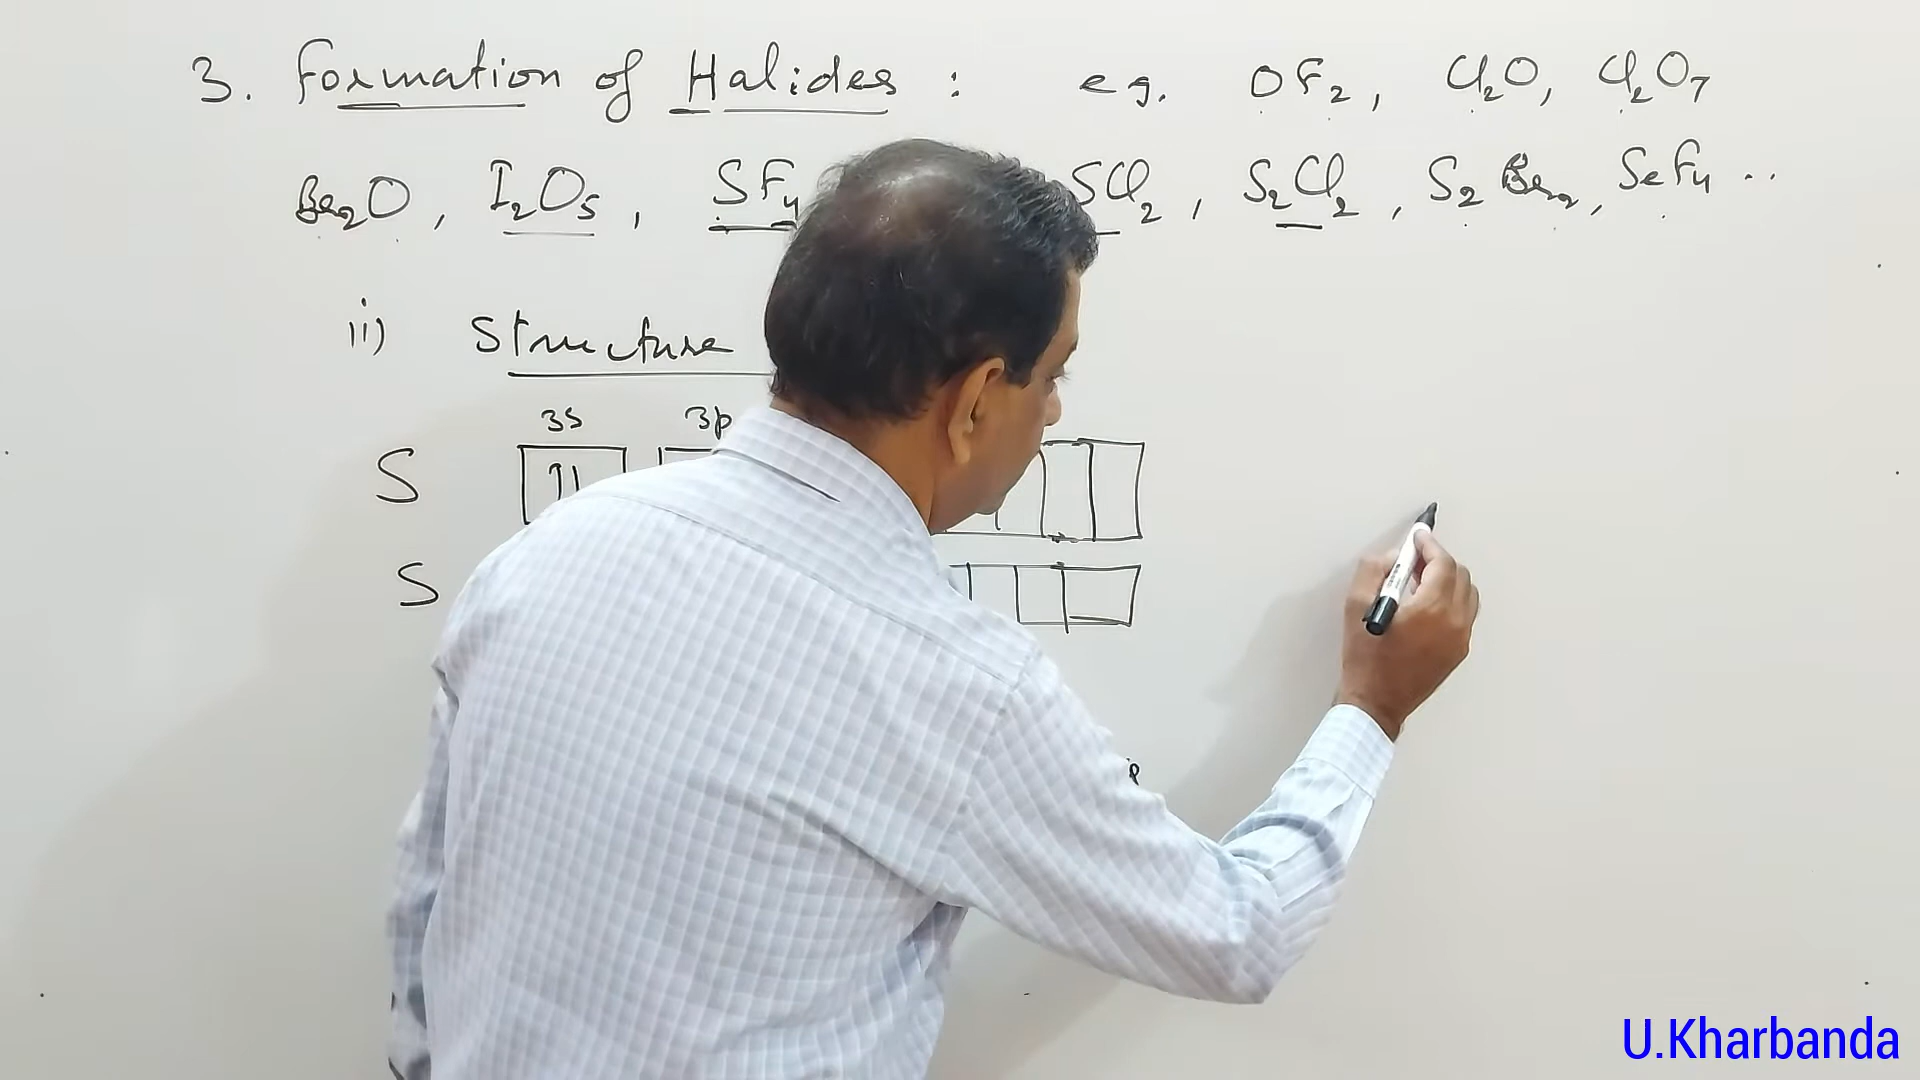 3. Formation of Halides : eg. OF₂, Cl₂O, Cl₂O₇
Br₂O, I₂O₅, SF₄ SCl₂, S₂Cl₂, S₂Br₂, SeF₄ ..
ii) Structure
3s 3p
S
S
U.Kharbanda